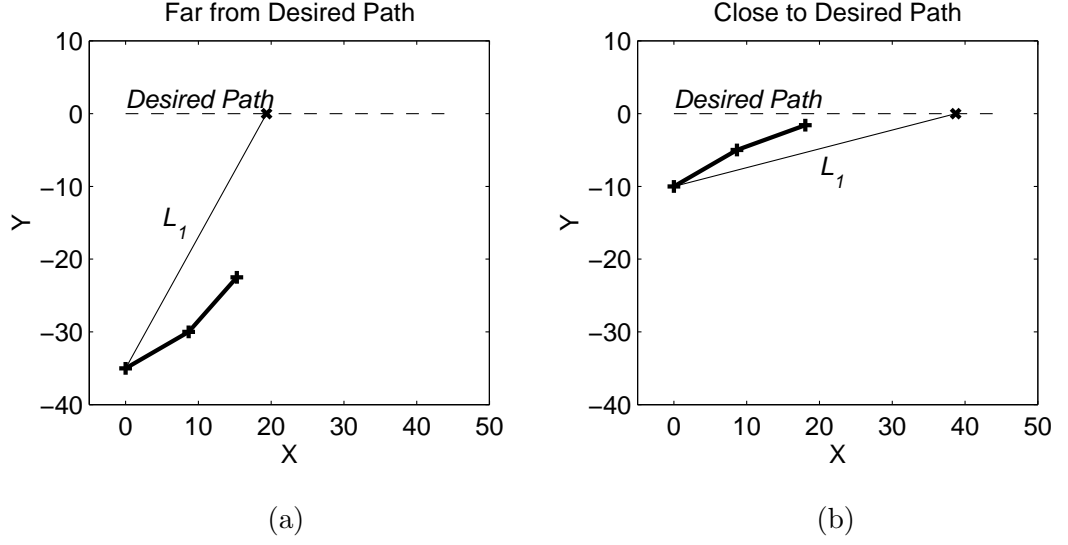 Far from Desired Path
10
0
−10
−20
−30
−40
Y
Desired Path
L1
0
10
20
30
40
50
X
(a)
Close to Desired Path
10
0
−10
−20
−30
−40
Y
Desired Path
L1
0
10
20
30
40
50
X
(b)